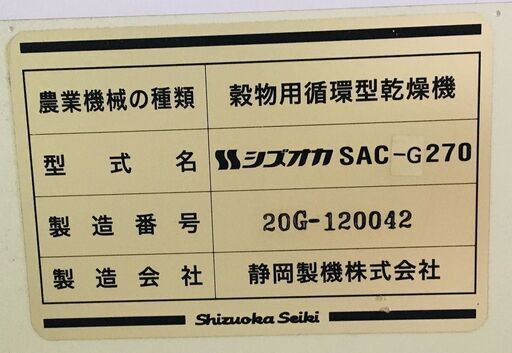 農業機械の種類 穀物用循環型乾燥機
型式名 シズオカ SAC-G270
製造番号 20G-120042
製造会社 静岡製機株式会社
Shizuoka Seiki